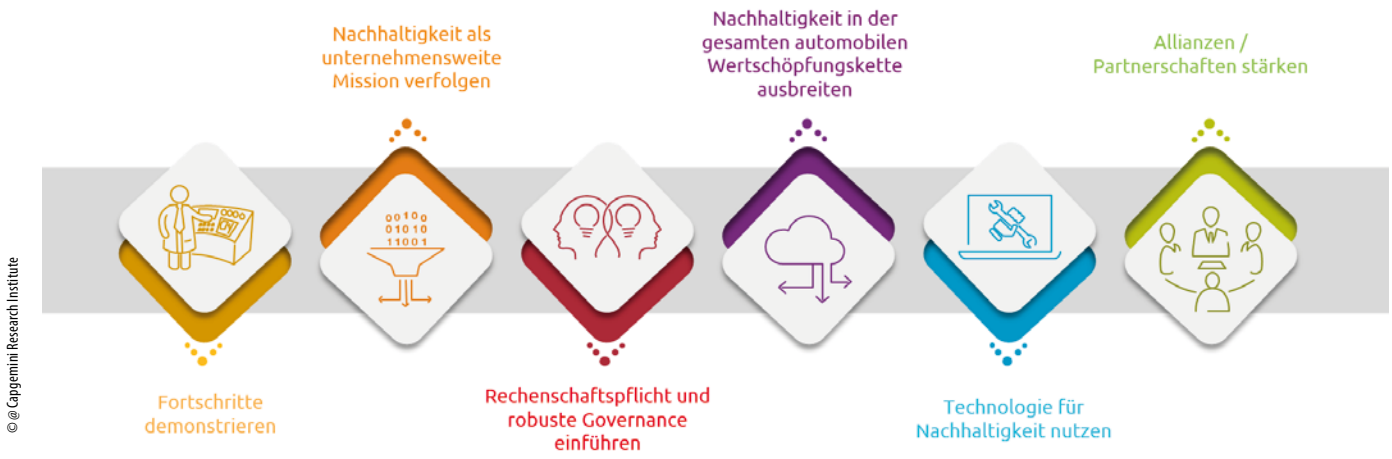 Nachhaltigkeit als
unternehmensweite
Mission verfolgen
Nachhaltigkeit in der
gesamten automobilen
Wertschöpfungskette
ausbreiten
Allianzen /
Partnerschaften stärken
00100
01010
11001
Fortschritte
demonstrieren
Rechenschaftspflicht und
robuste Governance
einführen
Technologie für
Nachhaltigkeit nutzen
© @ Capgemini Research Institute